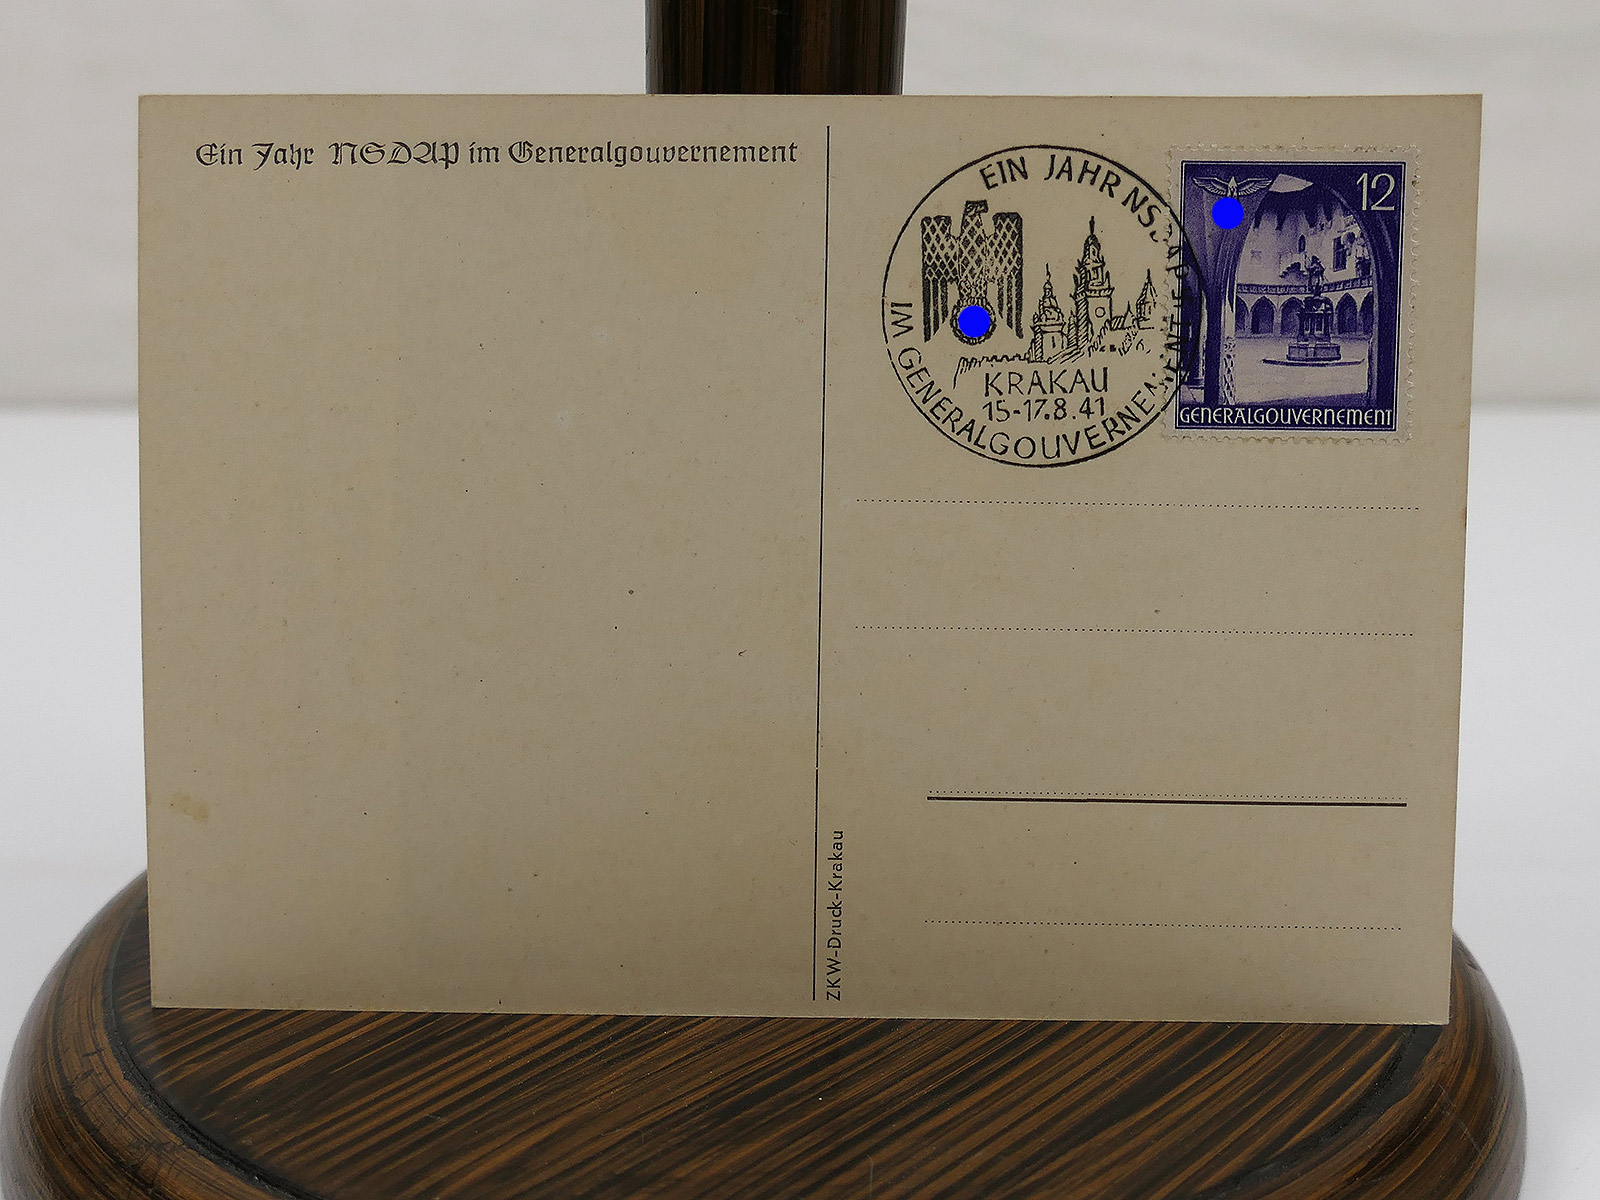 Ein Jahr NSDAP im Generalgouvernement
EIN JAHR NSDAP
IM GENERALGOUVERNEMENT
KRAKAU
15-17.8.41
12
GENERALGOUVERNEMENT
ZKW-Druck-Krakau